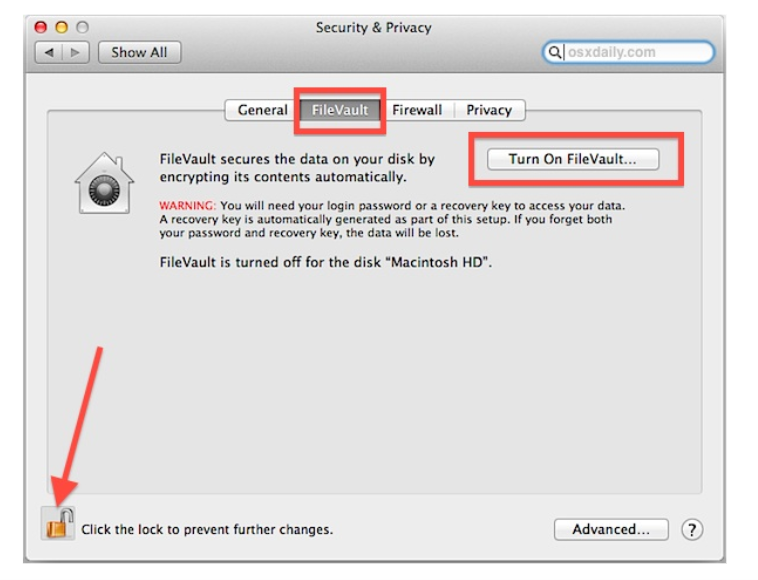 Security & Privacy
Show All
osxdaily.com
General FileVault Firewall Privacy
FileVault secures the data on your disk by
encrypting its contents automatically.
Turn On FileVault...
WARNING: You will need your login password or a recovery key to access your data.
A recovery key is automatically generated as part of this setup. If you forget both
your password and recovery key, the data will be lost.
FileVault is turned off for the disk “Macintosh HD”.
Click the lock to prevent further changes.
Advanced... ?